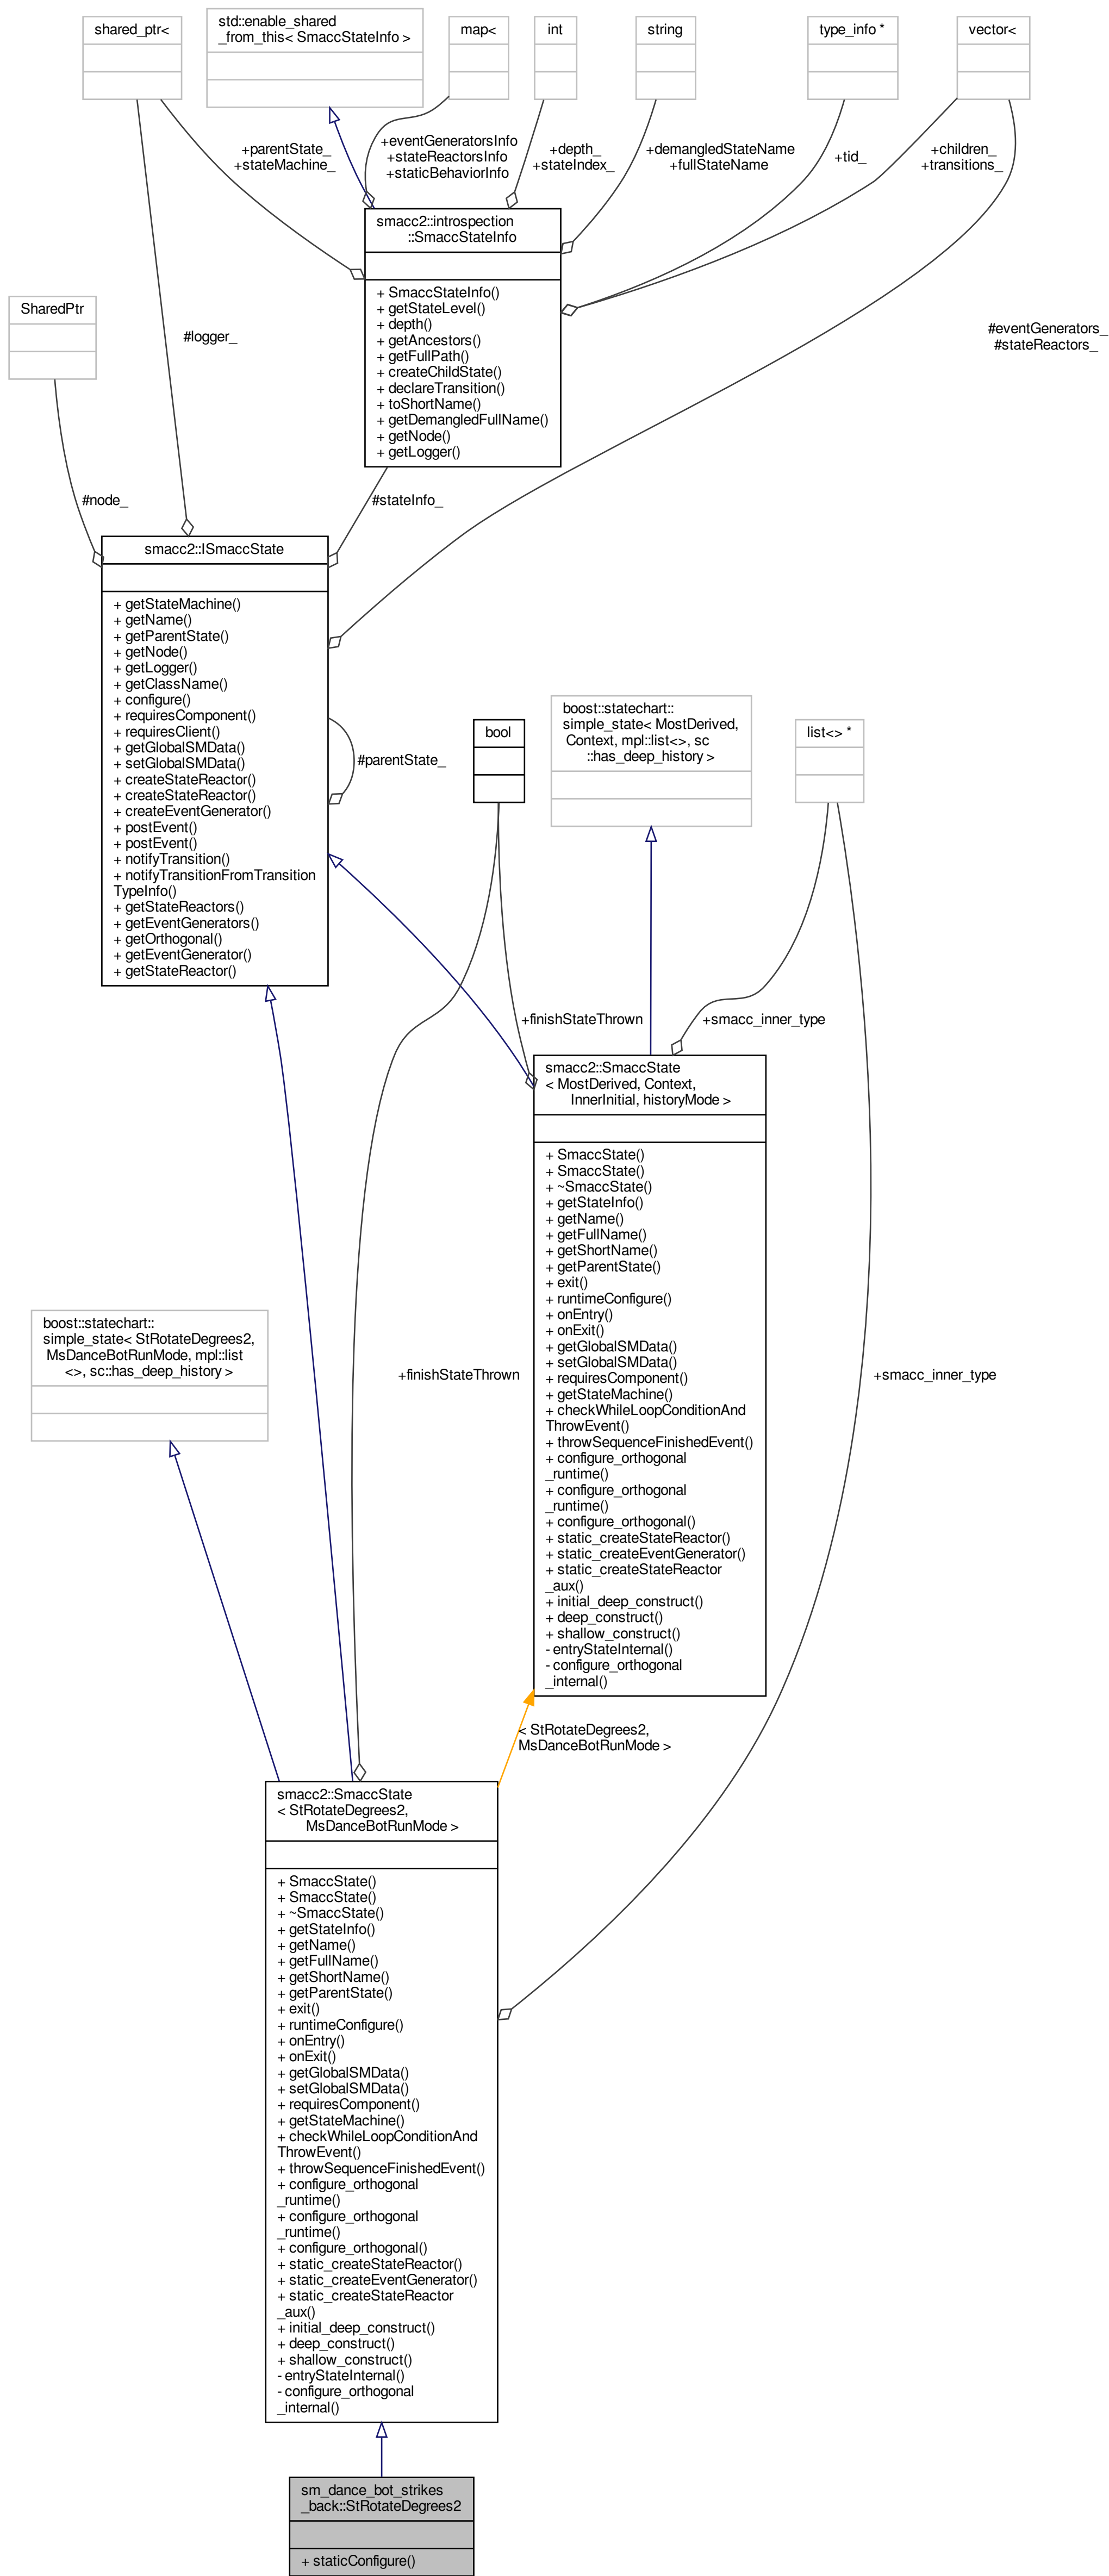 shared_ptr<
std::enable_shared
_from_this< SmaccStateInfo >
map<
int
string
type_info *
vector<
+parentState_
+stateMachine_
+eventGeneratorsInfo
+stateReactorsInfo
+staticBehaviorInfo
+depth_
+stateIndex_
+demangledStateName
+fullStateName
+tid_
+children_
+transitions_
smacc2::introspection
::SmaccStateInfo
+ SmaccStateInfo()
+ getStateLevel()
+ depth()
+ getAncestors()
+ getFullPath()
+ createChildState()
+ declareTransition()
+ toShortName()
+ getDemangledFullName()
+ getNode()
+ getLogger()
SharedPtr
#logger_
#eventGenerators_
#stateReactors_
#node_
#stateInfo_
smacc2::ISmaccState
+ getStateMachine()
+ getName()
+ getParentState()
+ getNode()
+ getLogger()
+ getClassName()
+ configure()
+ requiresComponent()
+ requiresClient()
+ getGlobalSMData()
+ setGlobalSMData()
+ createStateReactor()
+ createStateReactor()
+ createEventGenerator()
+ postEvent()
+ postEvent()
+ notifyTransition()
+ notifyTransitionFromTransition
TypeInfo()
+ getStateReactors()
+ getEventGenerators()
+ getOrthogonal()
+ getEventGenerator()
+ getStateReactor()
#parentState_
bool
boost::statechart::
simple_state< MostDerived,
Context, mpl::list<>, sc
::has_deep_history >
list<> *
+finishStateThrown
+smacc_inner_type
smacc2::SmaccState
< MostDerived, Context,
InnerInitial, historyMode >
+ SmaccState()
+ SmaccState()
+ ~SmaccState()
+ getStateInfo()
+ getName()
+ getFullName()
+ getShortName()
+ getParentState()
+ exit()
+ runtimeConfigure()
+ onEntry()
+ onExit()
+ getGlobalSMData()
+ setGlobalSMData()
+ requiresComponent()
+ getStateMachine()
+ checkWhileLoopConditionAnd
ThrowEvent()
+ throwSequenceFinishedEvent()
+ configure_orthogonal
_runtime()
+ configure_orthogonal
_runtime()
+ configure_orthogonal()
+ static_createStateReactor()
+ static_createEventGenerator()
+ static_createStateReactor
_aux()
+ initial_deep_construct()
+ deep_construct()
+ shallow_construct()
- entryStateInternal()
- configure_orthogonal
_internal()
boost::statechart::
simple_state< StRotateDegrees2,
MsDanceBotRunMode, mpl::list
<>, sc::has_deep_history >
+finishStateThrown
+smacc_inner_type
< StRotateDegrees2,
MsDanceBotRunMode >
smacc2::SmaccState
< StRotateDegrees2,
MsDanceBotRunMode >
+ SmaccState()
+ SmaccState()
+ ~SmaccState()
+ getStateInfo()
+ getName()
+ getFullName()
+ getShortName()
+ getParentState()
+ exit()
+ runtimeConfigure()
+ onEntry()
+ onExit()
+ getGlobalSMData()
+ setGlobalSMData()
+ requiresComponent()
+ getStateMachine()
+ checkWhileLoopConditionAnd
ThrowEvent()
+ throwSequenceFinishedEvent()
+ configure_orthogonal
_runtime()
+ configure_orthogonal
_runtime()
+ configure_orthogonal()
+ static_createStateReactor()
+ static_createEventGenerator()
+ static_createStateReactor
_aux()
+ initial_deep_construct()
+ deep_construct()
+ shallow_construct()
- entryStateInternal()
- configure_orthogonal
_internal()
sm_dance_bot_strikes
_back::StRotateDegrees2
+ staticConfigure()